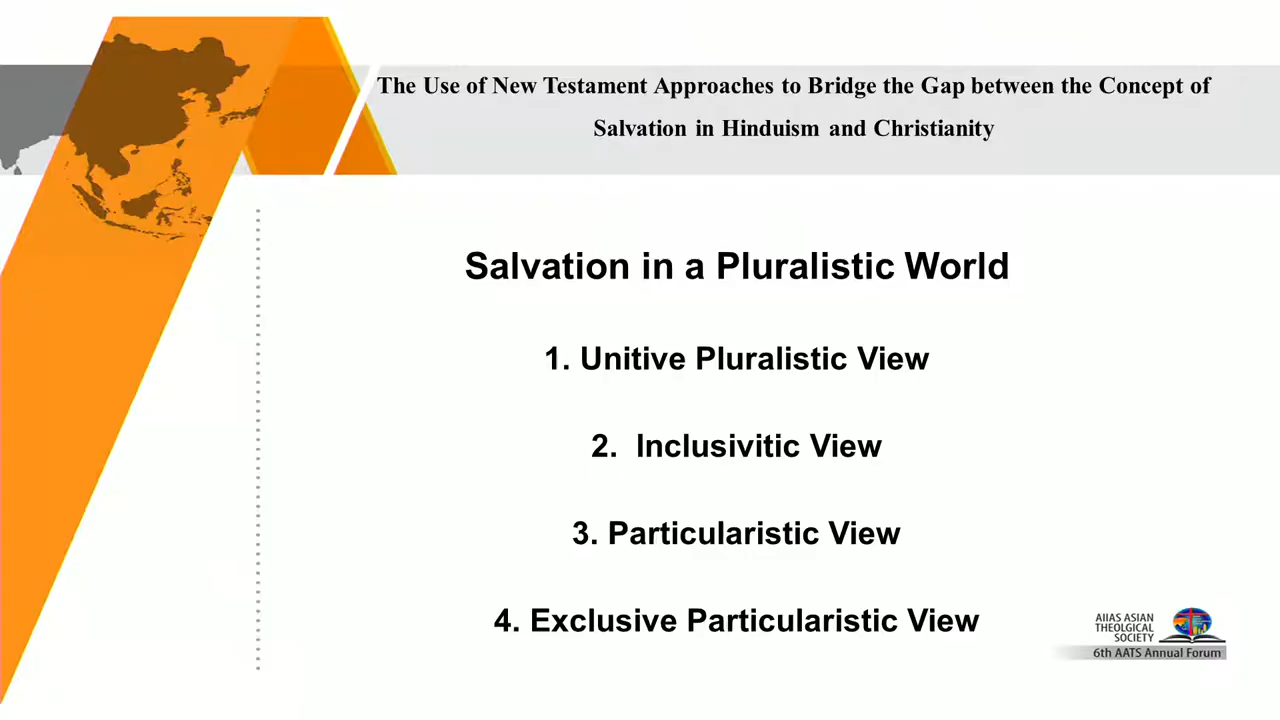 The Use of New Testament Approaches to Bridge the Gap between the Concept of
Salvation in Hinduism and Christianity
Salvation in a Pluralistic World
1. Unitive Pluralistic View
2. Inclusivitic View
3. Particularistic View
4. Exclusive Particularistic View
AIIAS ASIAN
THEOLGICAL
SOCIETY
6th AATS Annual Forum